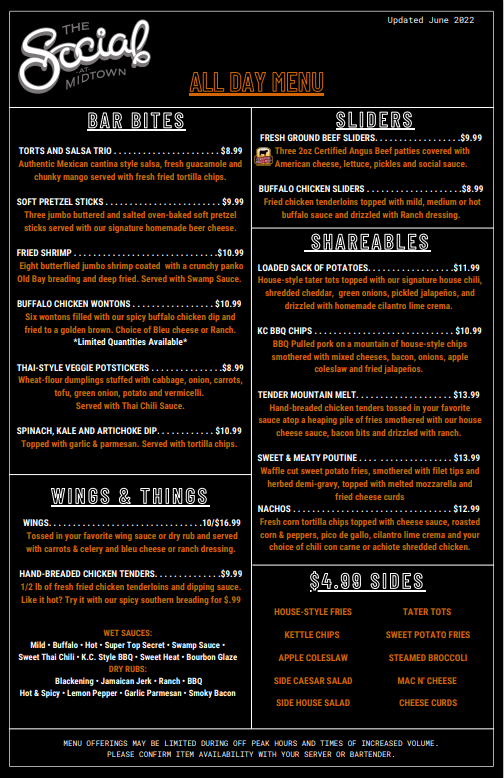 Updated June 2022
THE
Social
-AT-
MIDTOWN
ALL DAY MENU
BAR BITES
TORTS AND SALSA TRIO . . . . . . . . . . . . . . . . . . . . . $8.99
Authentic Mexican cantina style salsa, fresh guacamole and
chunky mango served with fresh fried tortilla chips.
SOFT PRETZEL STICKS . . . . . . . . . . . . . . . . . . . . . . . $9.99
Three jumbo buttered and salted oven-baked soft pretzel
sticks served with our signature homemade beer cheese.
FRIED SHRIMP . . . . . . . . . . . . . . . . . . . . . . . . . . . . .$10.99
Eight butterflied jumbo shrimp coated with a crunchy panko
Old Bay breading and deep fried. Served with Swamp Sauce.
BUFFALO CHICKEN WONTONS . . . . . . . . . . . . . . . . $10.99
Six wontons filled with our spicy buffalo chicken dip and
fried to a golden brown. Choice of Bleu cheese or Ranch.
*Limited Quantities Available*
THAI-STYLE VEGGIE POTSTICKERS . . . . . . . . . . . . . .$8.99
Wheat-flour dumplings stuffed with cabbage, onion, carrots,
tofu, green onion, potato and vermicelli.
Served with Thai Chili Sauce.
SPINACH, KALE AND ARTICHOKE DIP. . . . . . . . . . . . $10.99
Topped with garlic & parmesan. Served with tortilla chips.
WINGS & THINGS
WINGS. . . . . . . . . . . . . . . . . . . . . . . . . . . . . .10/$16.99
Tossed in your favorite wing sauce or dry rub and served
with carrots & celery and bleu cheese or ranch dressing.
HAND-BREADED CHICKEN TENDERS. . . . . . . . . . . . . $9.99
1/2 lb of fresh fried chicken tenderloins and dipping sauce.
Like it hot? Try it with our spicy southern breading for $.99
WET SAUCES:
Mild • Buffalo • Hot • Super Top Secret • Swamp Sauce •
Sweet Thai Chili • K.C. Style BBQ • Sweet Heat • Bourbon Glaze
DRY RUBS:
Blackening • Jamaican Jerk • Ranch • BBQ
Hot & Spicy • Lemon Pepper • Garlic Parmesan • Smoky Bacon
SLIDERS
FRESH GROUND BEEF SLIDERS. . . . . . . . . . . . . . . . .$9.99
Three 2oz Certified Angus Beef patties covered with
American cheese, lettuce, pickles and social sauce.
BUFFALO CHICKEN SLIDERS . . . . . . . . . . . . . . . . . . .$8.99
Fried chicken tenderloins topped with mild, medium or hot
buffalo sauce and drizzled with Ranch dressing.
SHAREABLES
LOADED SACK OF POTATOES. . . . . . . . . . . . . . . . .$11.99
House-style tater tots topped with our signature house chili,
shredded cheddar, green onions, pickled jalapeños, and
drizzled with homemade cilantro lime crema.
KC BBQ CHIPS . . . . . . . . . . . . . . . . . . . . . . . . . . . . $10.99
BBQ Pulled pork on a mountain of house-style chips
smothered with mixed cheeses, bacon, onions, apple
coleslaw and fried jalapeños.
TENDER MOUNTAIN MELT. . . . . . . . . . . . . . . . . . . $13.99
Hand-breaded chicken tenders tossed in your favorite
sauce atop a heaping pile of fries smothered with our house
cheese sauce, bacon bits and drizzled with ranch.
SWEET & MEATY POUTINE . . . . . . . . . . . . . . . . . . . $13.99
Waffle cut sweet potato fries, smothered with filet tips and
herbed demi-gravy, topped with melted mozzarella and
fried cheese curds
NACHOS . . . . . . . . . . . . . . . . . . . . . . . . . . . . . . . . $12.99
Fresh corn tortilla chips topped with cheese sauce, roasted
corn & peppers, pico de gallo, cilantro lime crema and your
choice of chili con carne or achiote shredded chicken.
$4.99 SIDES
HOUSE-STYLE FRIES TATER TOTS
KETTLE CHIPS SWEET POTATO FRIES
APPLE COLESLAW STEAMED BROCCOLI
SIDE CAESAR SALAD MAC N' CHEESE
SIDE HOUSE SALAD CHEESE CURDS
MENU OFFERINGS MAY BE LIMITED DURING OFF PEAK HOURS AND TIMES OF INCREASED VOLUME.
PLEASE CONFIRM ITEM AVAILABILITY WITH YOUR SERVER OR BARTENDER.